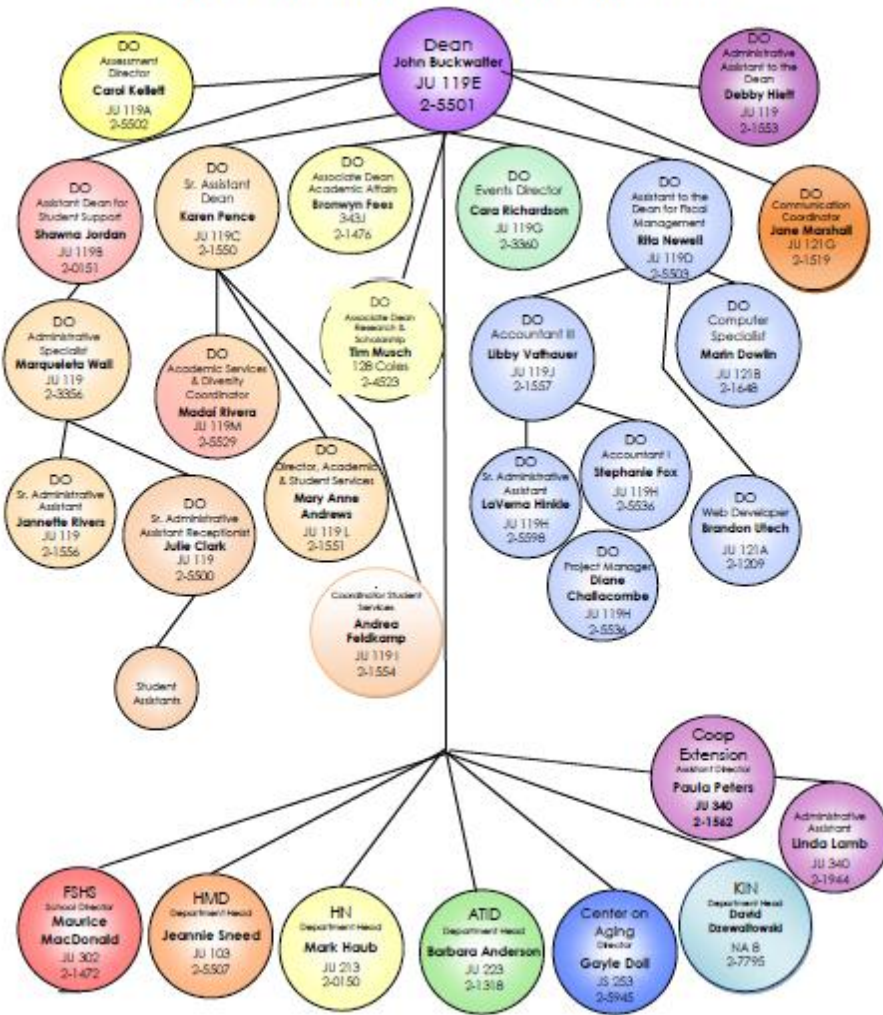 Dean
John Buckwalter
JU 119E
2-5501
DO
Assessment
Director
Carol Kellett
JU 119A
2-5502
DO
Administrative
Assistant to the
Dean
Debby Hiett
JU 119
2-1553
DO
Assistant Dean for
Student Support
Shawna Jordan
JU 119B
2-0151
DO
Sr. Assistant
Dean
Karen Pence
JU 119C
2-1550
DO
Associate Dean
Academic Affairs
Bronwyn Fees
343J
2-1476
DO
Events Director
Cara Richardson
JU 119G
2-3360
DO
Assistant to the
Dean for Fiscal
Management
Rita Newell
JU 119D
2-5503
DO
Communication
Coordinator
Jane Marshall
JU 121G
2-1519
DO
Administrative
Specialist
Marqueleta Wall
JU 119
2-3356
DO
Academic Services
& Diversity
Coordinator
Madaí Rivera
JU 119M
2-5529
DO
Associate Dean
Research &
Scholarship
Tim Musch
128 Coles
2-4523
DO
Accountant III
Libby Vathauer
JU 119J
2-1557
DO
Computer
Specialist
Marin Dowlin
JU 121B
2-1648
DO
Sr. Administrative
Assistant
Jannette Rivers
JU 119
2-1556
DO
Sr. Administrative
Assistant Receptionist
Julie Clark
JU 119
2-5500
DO
Director, Academic
& Student Services
Mary Anne
Andrews
JU 119 L
2-1551
DO
Sr. Administrative
Assistant
LaVerna Hinkle
JU 119H
2-5598
DO
Accountant I
Stephanie Fox
JU 119H
2-5536
DO
Web Developer
Brandon Utech
JU 121A
2-1209
DO
Project Manager
Diane
Challacombe
JU 119H
2-5536
Coordinator Student
Services
Andrea
Feldkamp
JU 119 I
2-1554
Student
Assistants
Coop
Extension
Assistant Director
Paula Peters
JU 340
2-1562
Administrative
Assistant
Linda Lamb
JU 340
2-1944
FSHS
School Director
Maurice
MacDonald
JU 302
2-1472
HMD
Department Head
Jeannie Sneed
JU 103
2-5507
HN
Department Head
Mark Haub
JU 213
2-0150
ATID
Department Head
Barbara Anderson
JU 223
2-1318
Center on
Aging
Director
Gayle Doll
JS 253
2-5945
KIN
Department Head
David
Dzewaltowski
NA 8
2-7795